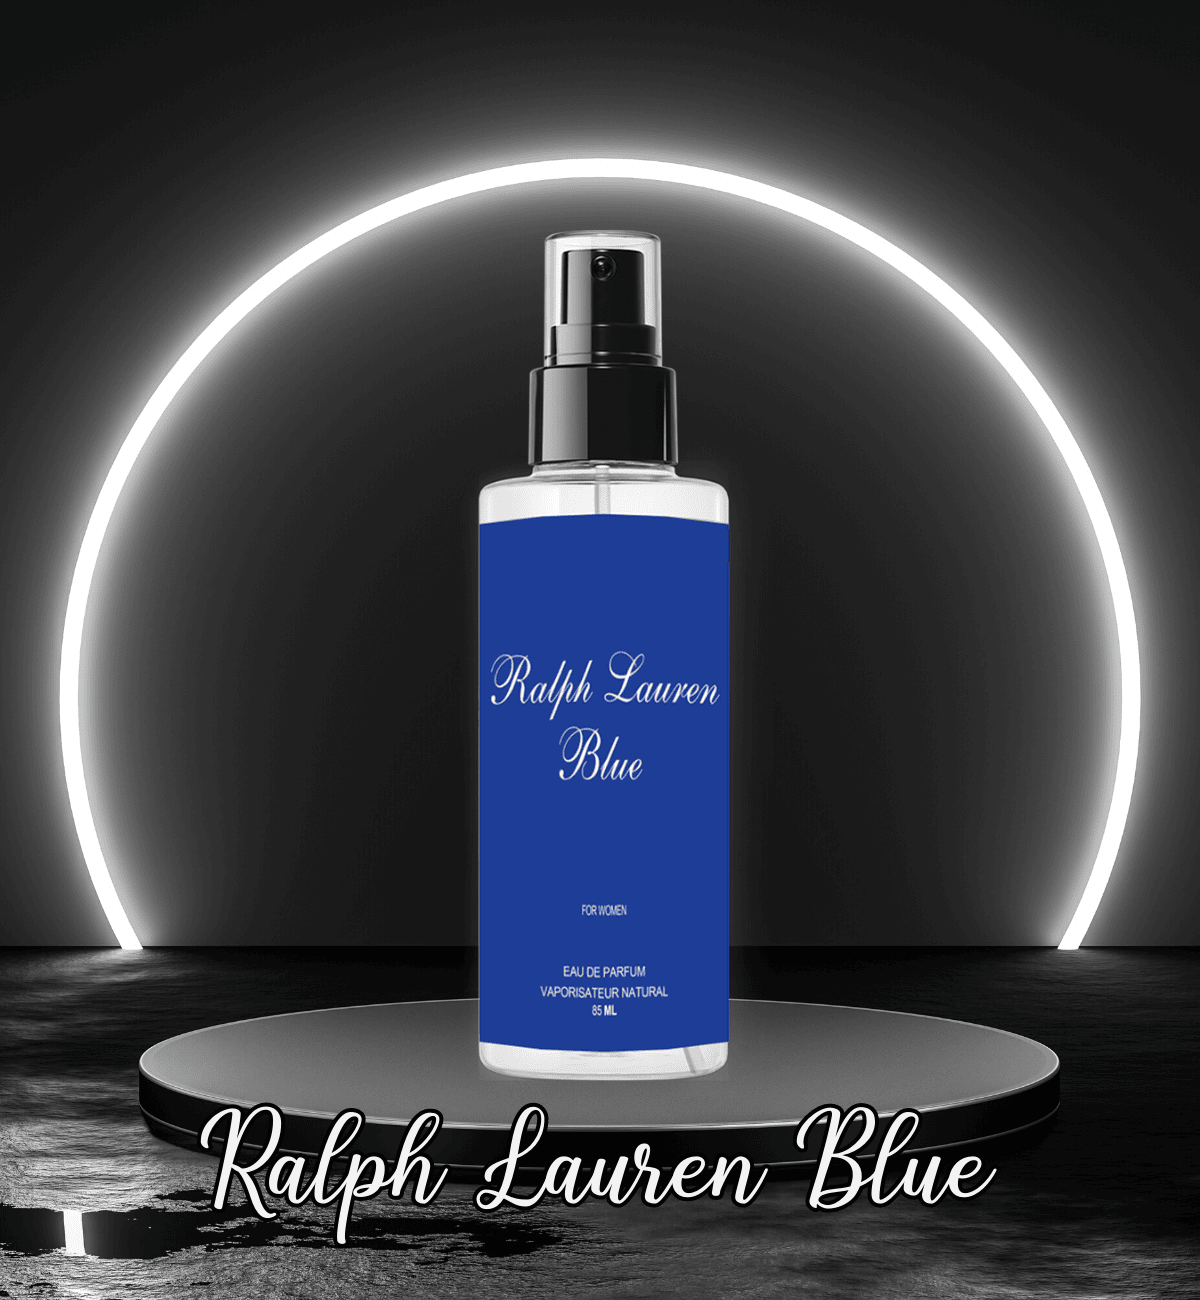 Ralph Lauren
Blue
FOR WOMEN
EAU DE PARFUM
VAPORISATEUR NATURAL
85 ML
Ralph Lauren Blue